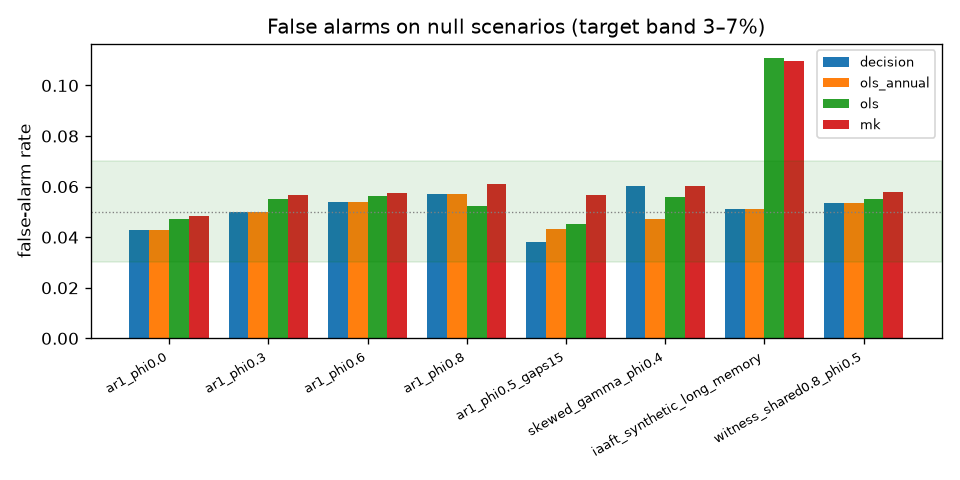 False alarms on null scenarios (target band 3–7%)
decision
ols_annual
ols
mk
false-alarm rate
0.10
0.08
0.06
0.04
0.02
0.00
ar1_phi0.0
ar1_phi0.3
ar1_phi0.6
ar1_phi0.8
ar1_phi0.5_gaps15
skewed_gamma_phi0.4
iaaft_synthetic_long_memory
witness_shared0.8_phi0.5